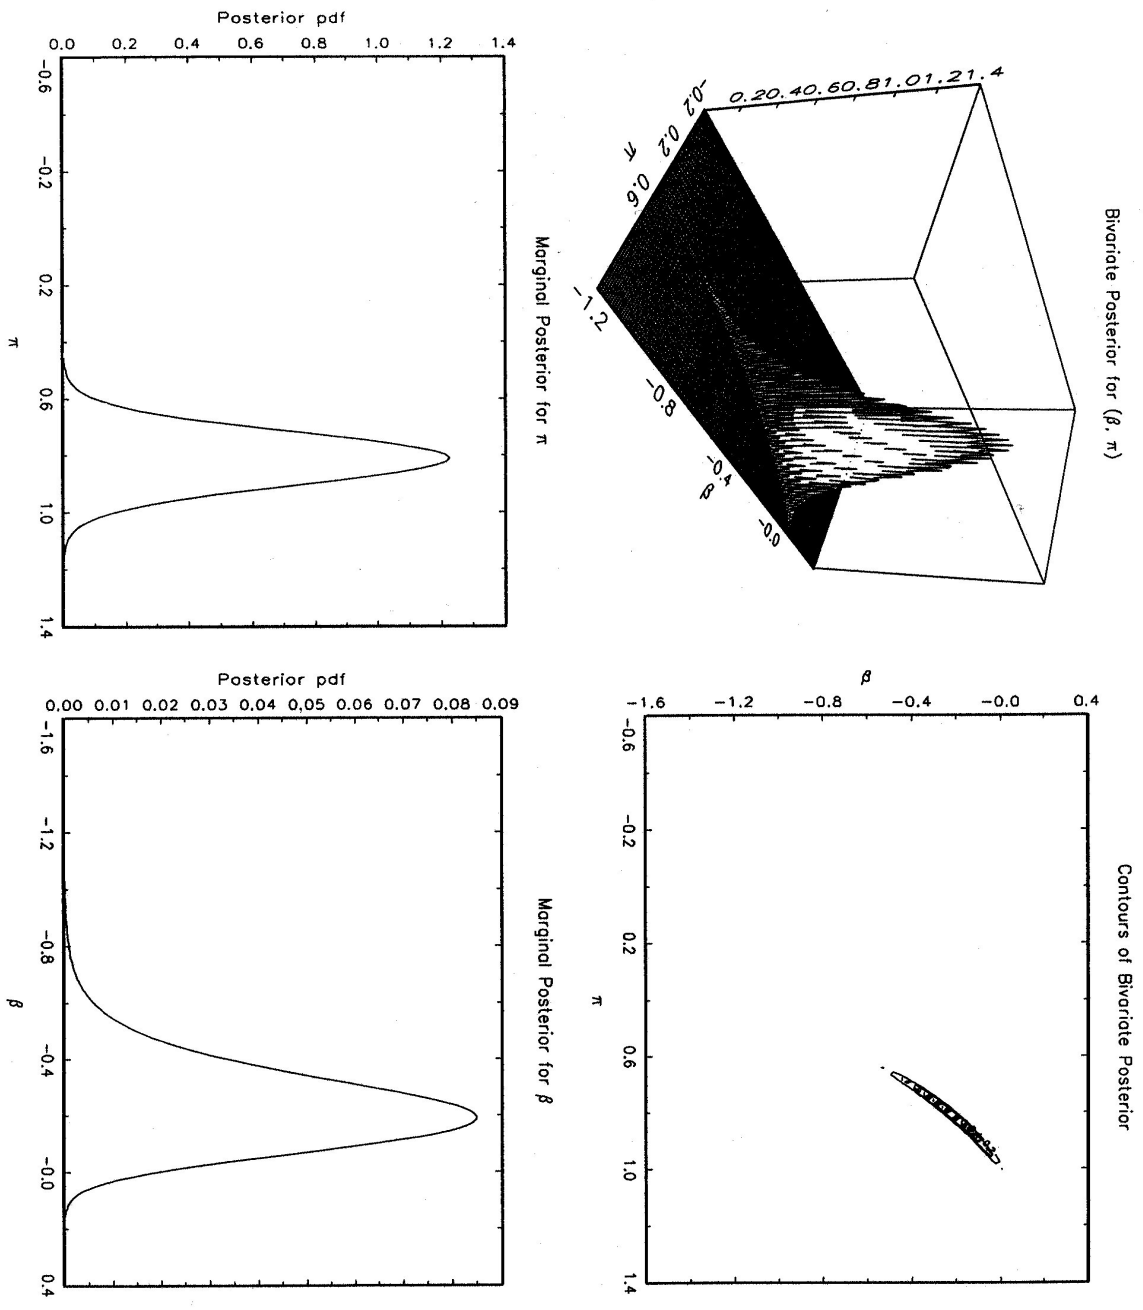 Bivariate Posterior for (β, π)
0.2 0.4 0.6 0.8 1.0 1.2 1.4
-0.2 0.2 0.6
π
-1.2 -0.8 -0.4 -0.0
β
Contours of Bivariate Posterior
β
-1.6 -1.2 -0.8 -0.4 -0.0 0.4
-0.6 -0.2 0.2 0.6 1.0 1.4
π
Marginal Posterior for π
Posterior pdf
0.0 0.2 0.4 0.6 0.8 1.0 1.2 1.4
-0.6 -0.2 0.2 0.6 1.0 1.4
π
Marginal Posterior for β
Posterior pdf
0.00 0.01 0.02 0.03 0.04 0.05 0.06 0.07 0.08 0.09
-1.6 -1.2 -0.8 -0.4 -0.0 0.4
β